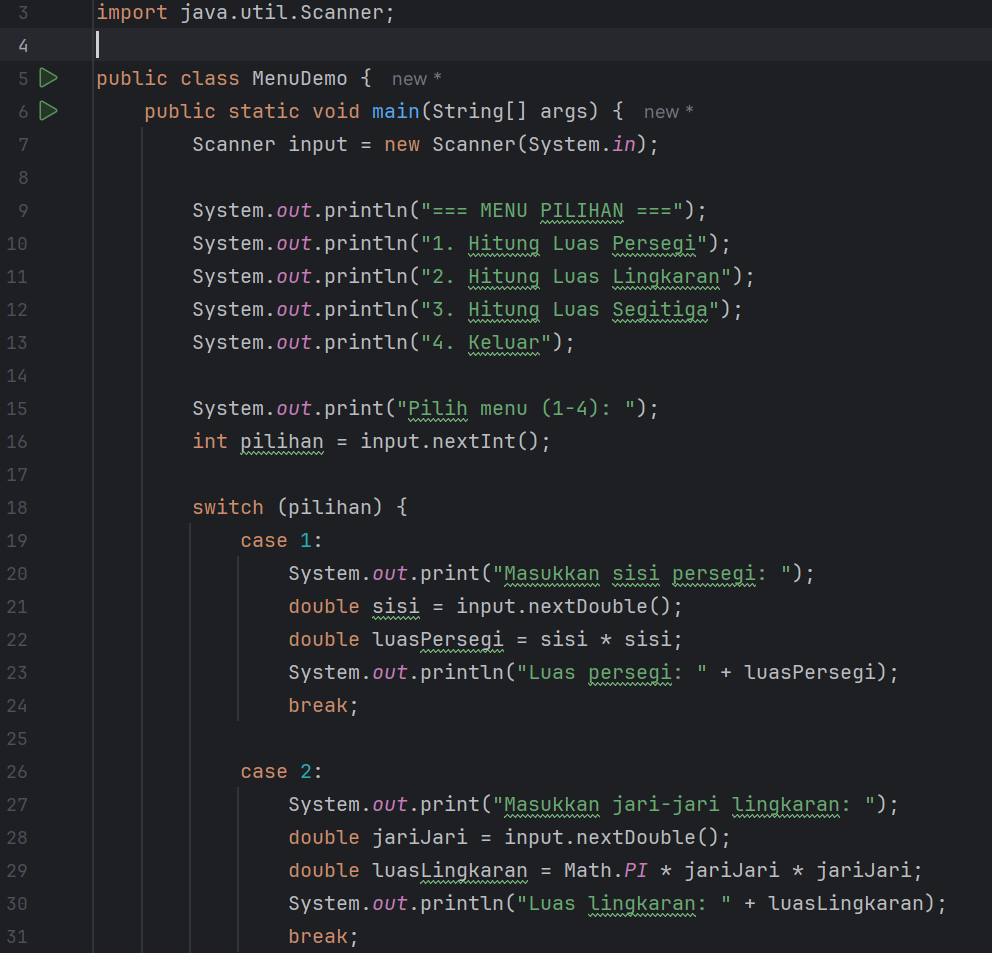 3 import java.util.Scanner;
4
5 public class MenuDemo { new *
6 public static void main(String[] args) { new *
7 Scanner input = new Scanner(System.in);
8
9 System.out.println("=== MENU PILIHAN ===");
10 System.out.println("1. Hitung Luas Persegi");
11 System.out.println("2. Hitung Luas Lingkaran");
12 System.out.println("3. Hitung Luas Segitiga");
13 System.out.println("4. Keluar");
14
15 System.out.print("Pilih menu (1-4): ");
16 int pilihan = input.nextInt();
17
18 switch (pilihan) {
19 case 1:
20 System.out.print("Masukkan sisi persegi: ");
21 double sisi = input.nextDouble();
22 double luasPersegi = sisi * sisi;
23 System.out.println("Luas persegi: " + luasPersegi);
24 break;
25
26 case 2:
27 System.out.print("Masukkan jari-jari lingkaran: ");
28 double jariJari = input.nextDouble();
29 double luasLingkaran = Math.PI * jariJari * jariJari;
30 System.out.println("Luas lingkaran: " + luasLingkaran);
31 break;